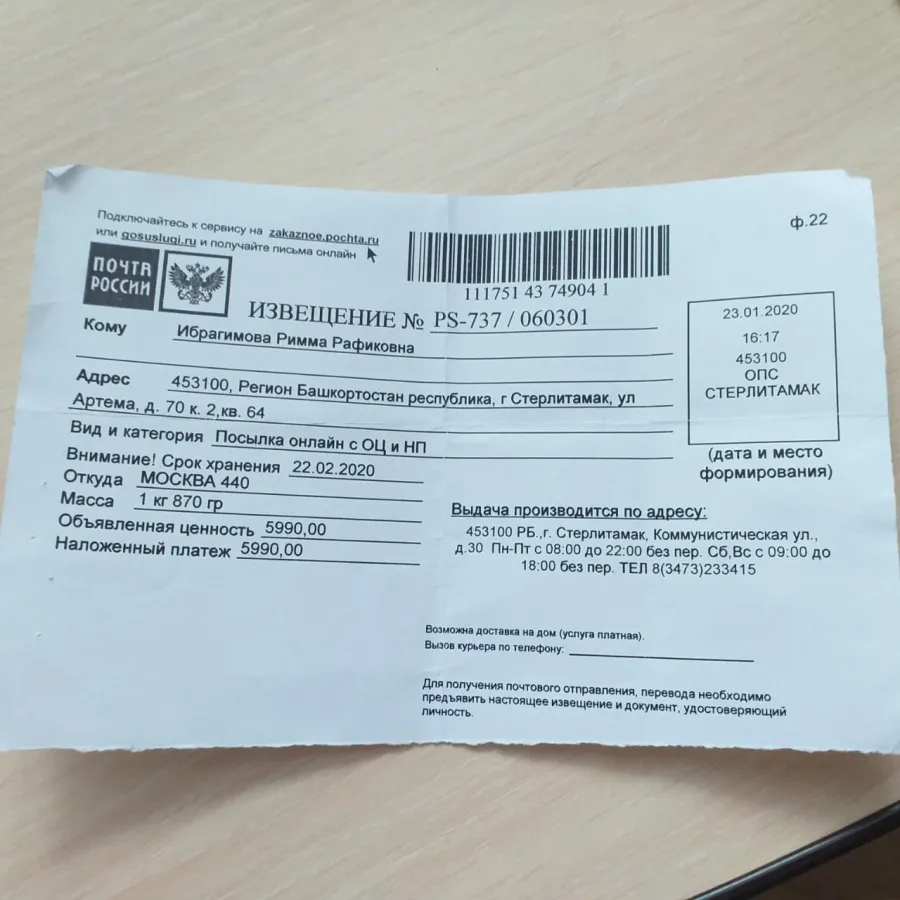 Подключайтесь к сервису на zakaznoe.pochta.ru
или gosuslugi.ru и получайте письма онлайн
ф.22
ПОЧТА
РОССИИ
111751 43 74904 1
ИЗВЕЩЕНИЕ № PS-737 / 060301
Кому Ибрагимова Римма Рафиковна
Адрес 453100, Регион Башкортостан республика, г Стерлитамак, ул
Артема, д. 70 к. 2,кв. 64
Вид и категория Посылка онлайн с ОЦ и НП
Внимание! Срок хранения 22.02.2020
Откуда МОСКВА 440
Масса 1 кг 870 гр
Объявленная ценность 5990,00
Наложенный платеж 5990,00
23.01.2020
16:17
453100
ОПС
СТЕРЛИТАМАК
(дата и место
формирования)
Выдача производится по адресу:
453100 РБ.,г. Стерлитамак, Коммунистическая ул.,
д.30 Пн-Пт с 08:00 до 22:00 без пер. Сб,Вс с 09:00 до
18:00 без пер. ТЕЛ 8(3473)233415
Возможна доставка на дом (услуга платная).
Вызов курьера по телефону:
Для получения почтового отправления, перевода необходимо
предъявить настоящее извещение и документ, удостоверяющий
личность.